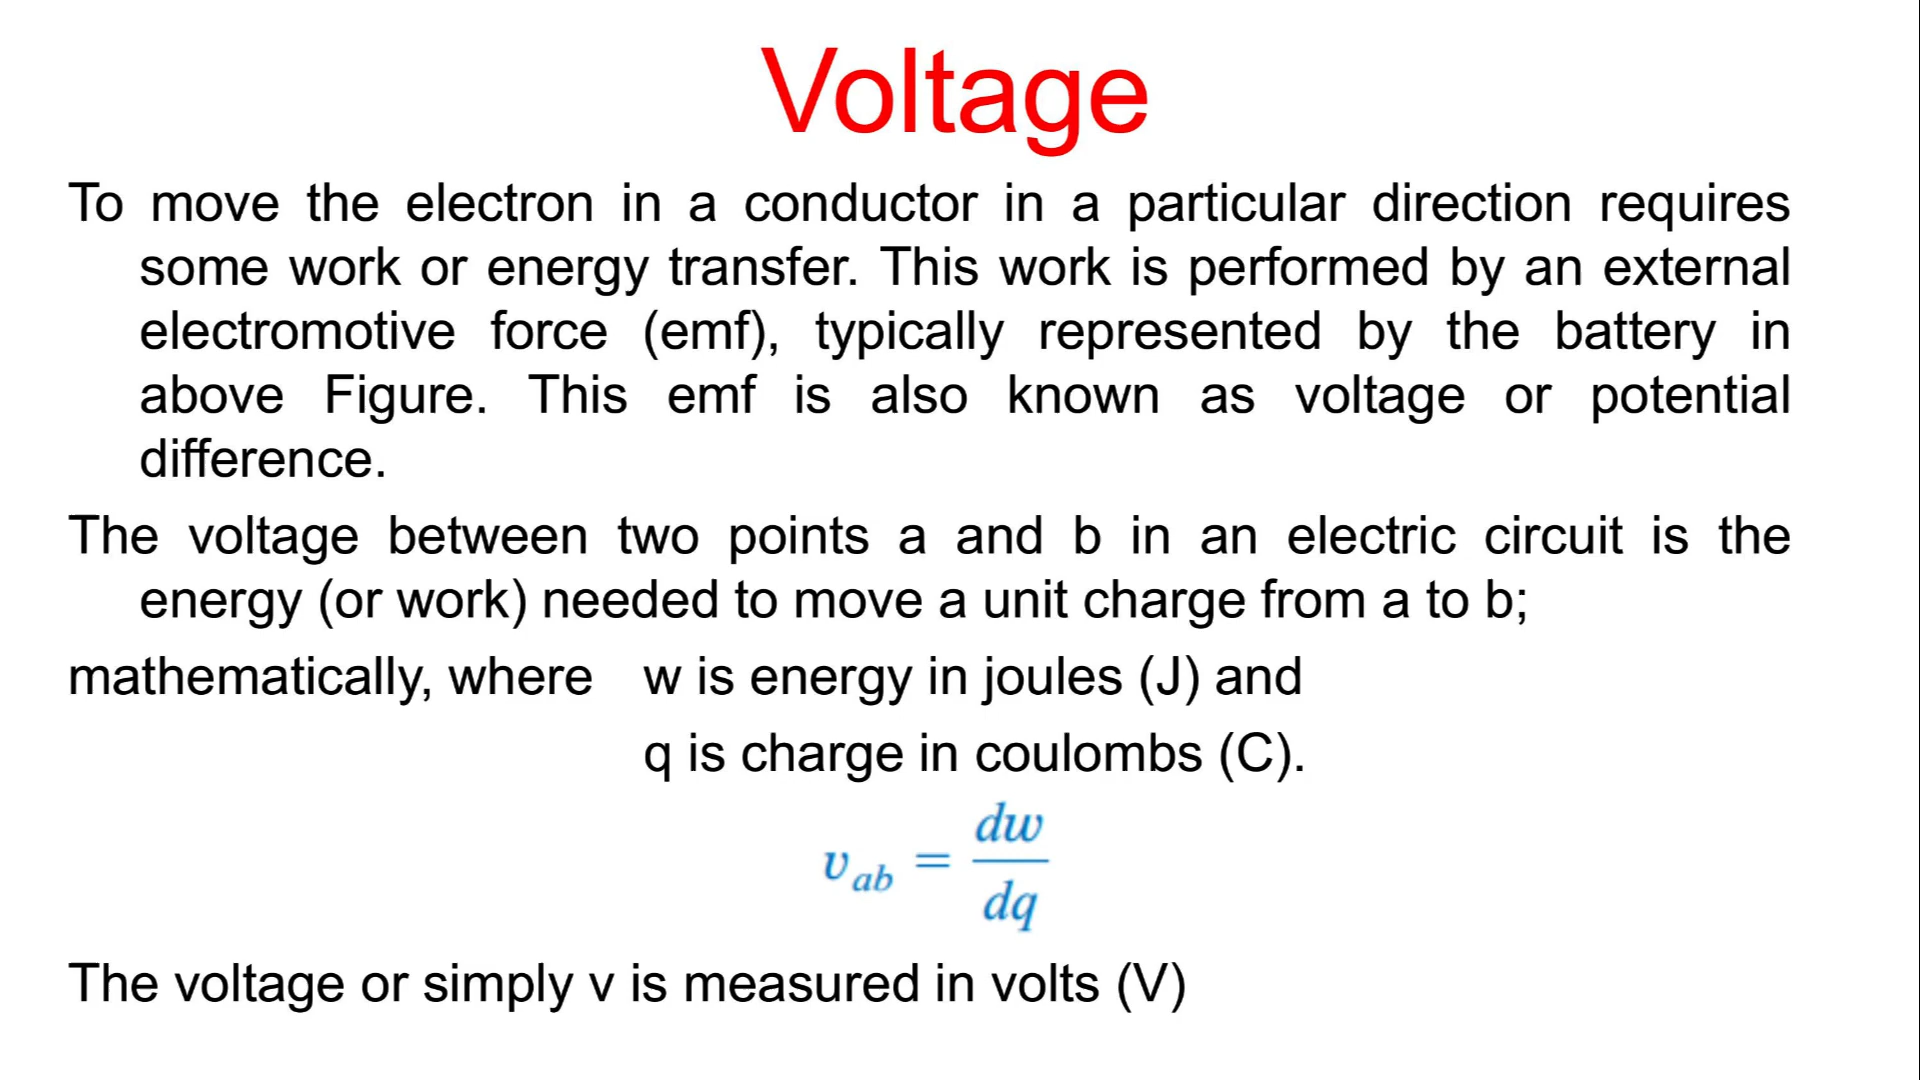 Voltage
To move the electron in a conductor in a particular direction requires
some work or energy transfer. This work is performed by an external
electromotive force (emf), typically represented by the battery in
above Figure. This emf is also known as voltage or potential
difference.
The voltage between two points a and b in an electric circuit is the
energy (or work) needed to move a unit charge from a to b;
mathematically, where w is energy in joules (J) and
q is charge in coulombs (C).
v_ab = dw/dq
The voltage or simply v is measured in volts (V)